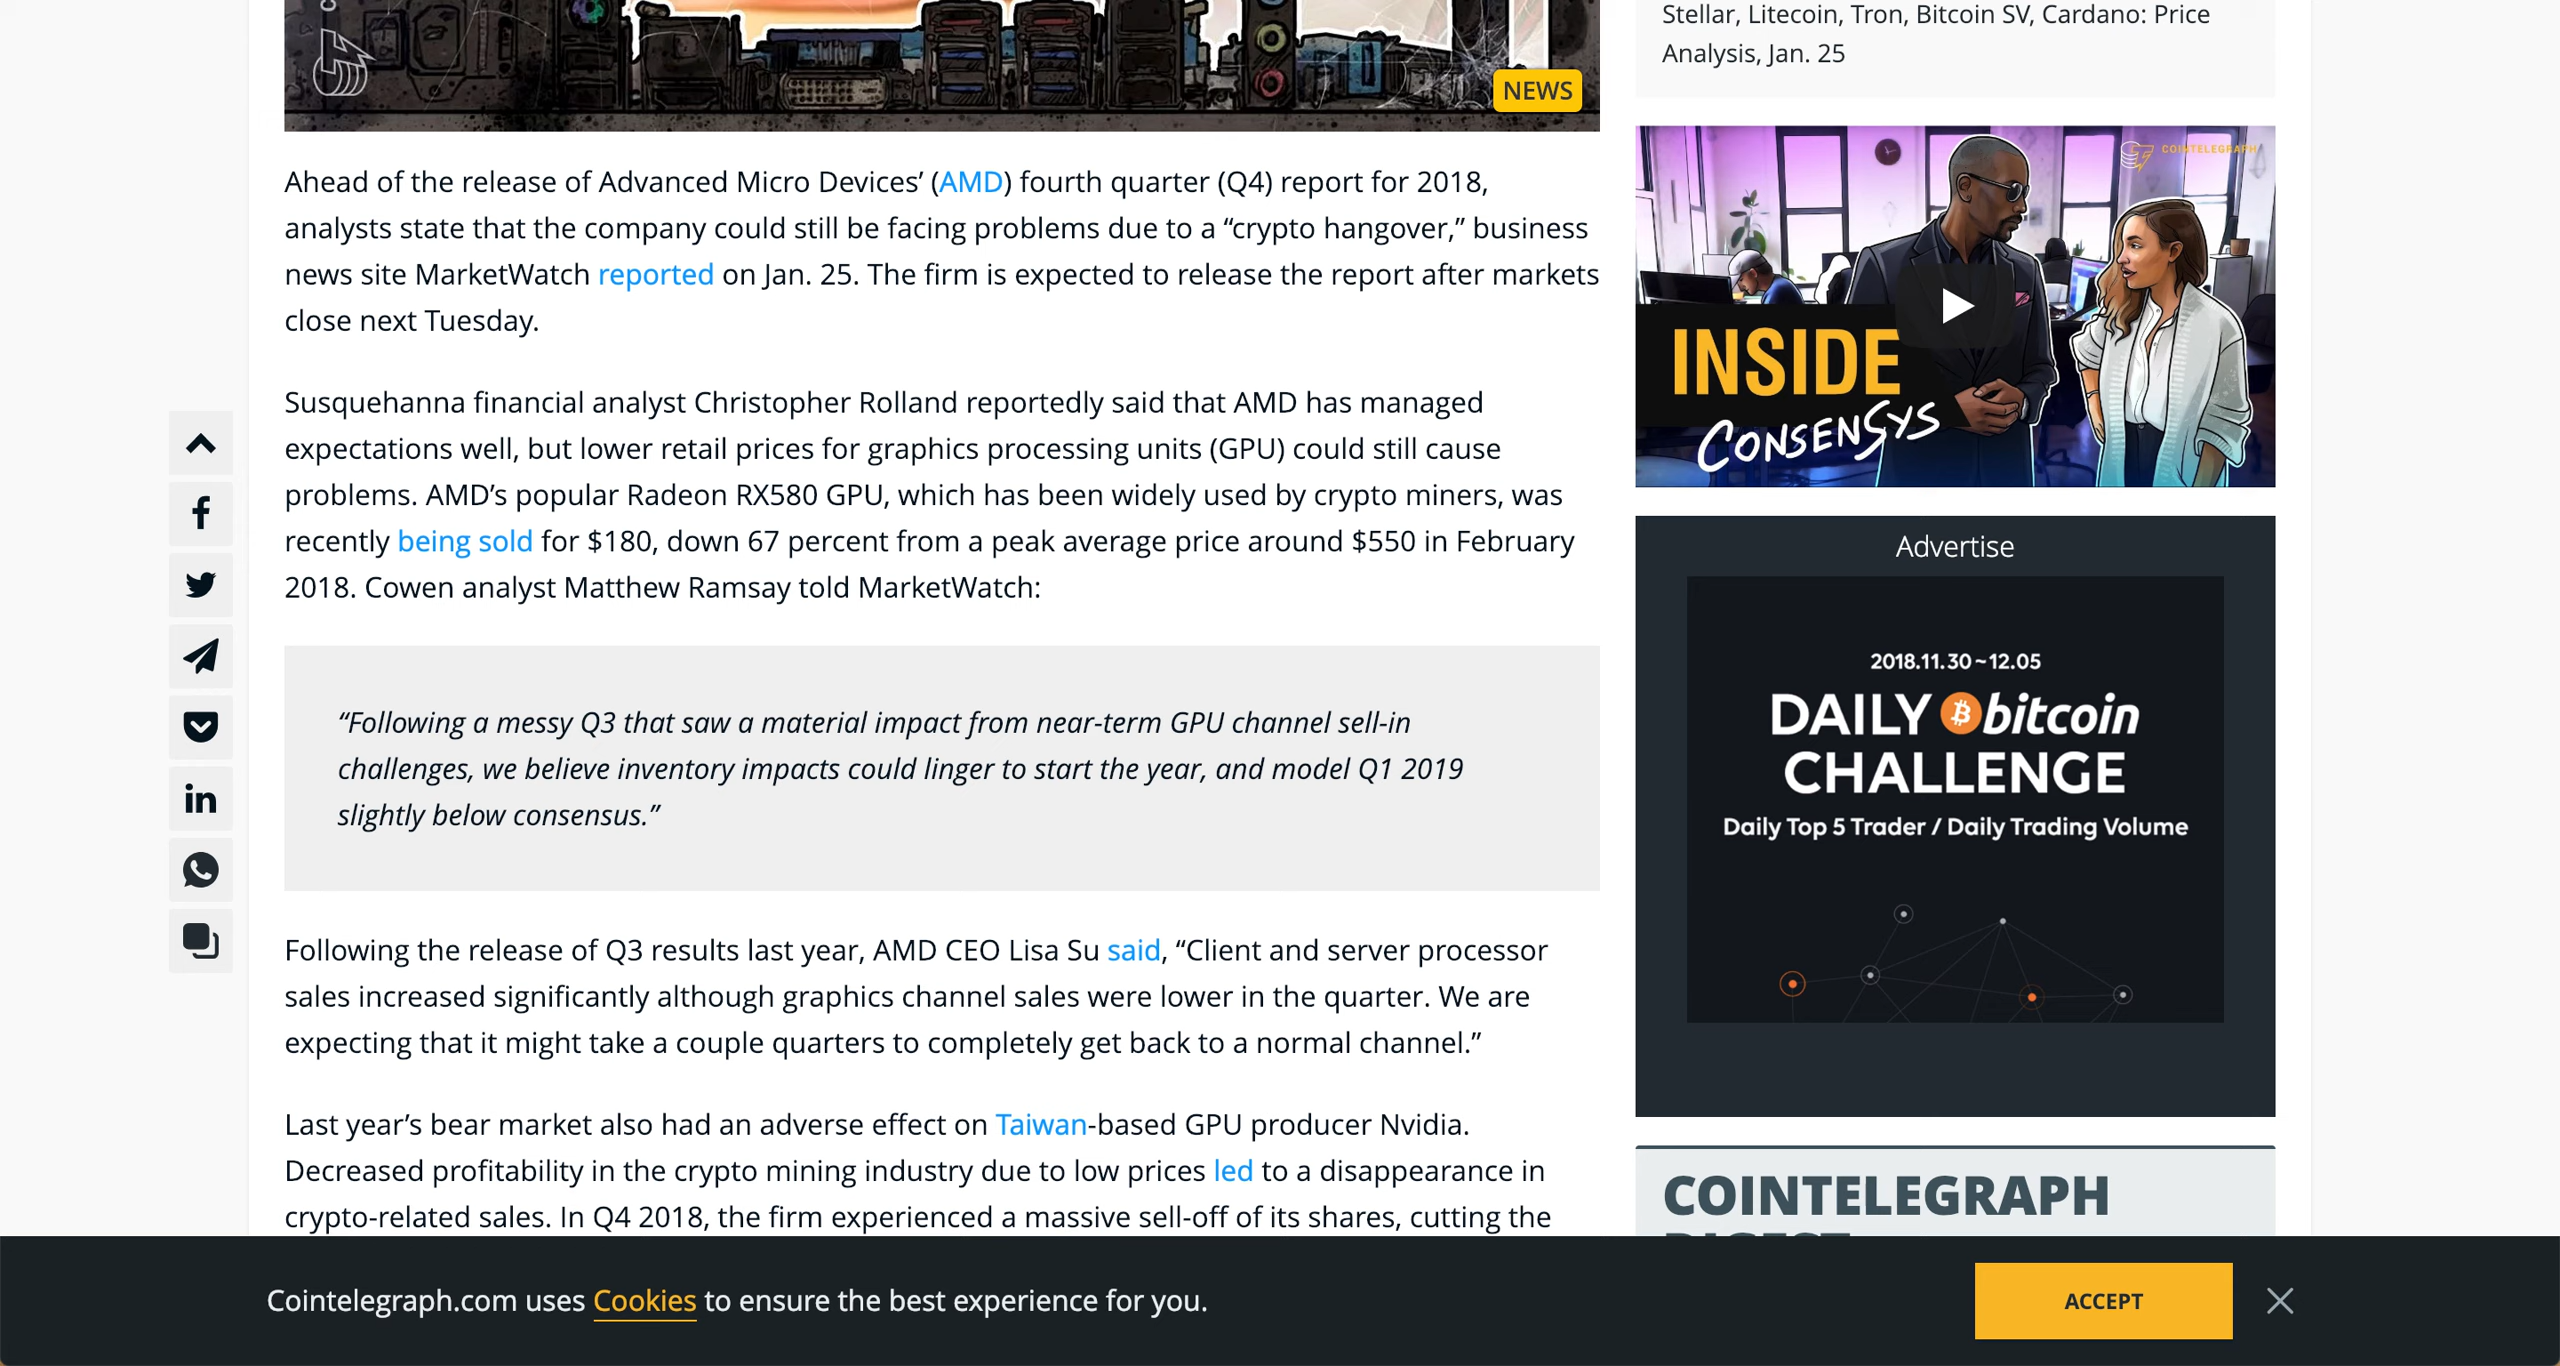 NEWS
Ahead of the release of Advanced Micro Devices’ (AMD) fourth quarter (Q4) report for 2018,
analysts state that the company could still be facing problems due to a “crypto hangover,” business
news site MarketWatch reported on Jan. 25. The firm is expected to release the report after markets
close next Tuesday.
Susquehanna financial analyst Christopher Rolland reportedly said that AMD has managed
expectations well, but lower retail prices for graphics processing units (GPU) could still cause
problems. AMD’s popular Radeon RX580 GPU, which has been widely used by crypto miners, was
recently being sold for $180, down 67 percent from a peak average price around $550 in February
2018. Cowen analyst Matthew Ramsay told MarketWatch:
“Following a messy Q3 that saw a material impact from near-term GPU channel sell-in
challenges, we believe inventory impacts could linger to start the year, and model Q1 2019
slightly below consensus.”
Following the release of Q3 results last year, AMD CEO Lisa Su said, “Client and server processor
sales increased significantly although graphics channel sales were lower in the quarter. We are
expecting that it might take a couple quarters to completely get back to a normal channel.”
Last year’s bear market also had an adverse effect on Taiwan-based GPU producer Nvidia.
Decreased profitability in the crypto mining industry due to low prices led to a disappearance in
crypto-related sales. In Q4 2018, the firm experienced a massive sell-off of its shares, cutting the
Stellar, Litecoin, Tron, Bitcoin SV, Cardano: Price
Analysis, Jan. 25
COINTELEGRAPH
INSIDE
CONSENSYS
Advertise
2018.11.30~12.05
DAILY bitcoin
CHALLENGE
Daily Top 5 Trader / Daily Trading Volume
COINTELEGRAPH
Cointelegraph.com uses Cookies to ensure the best experience for you.
ACCEPT